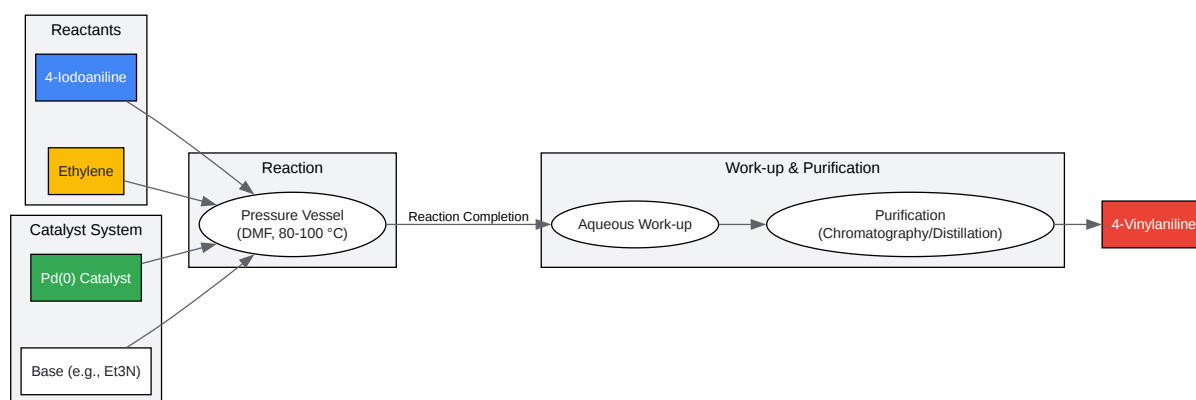 Reactants
4-Iodoaniline
Ethylene
Catalyst System
Pd(0) Catalyst
Base (e.g., Et3N)
Reaction
Pressure Vessel
(DMF, 80-100 °C)
Reaction Completion
Work-up & Purification
Aqueous Work-up
Purification
(Chromatography/Distillation)
4-Vinylaniline